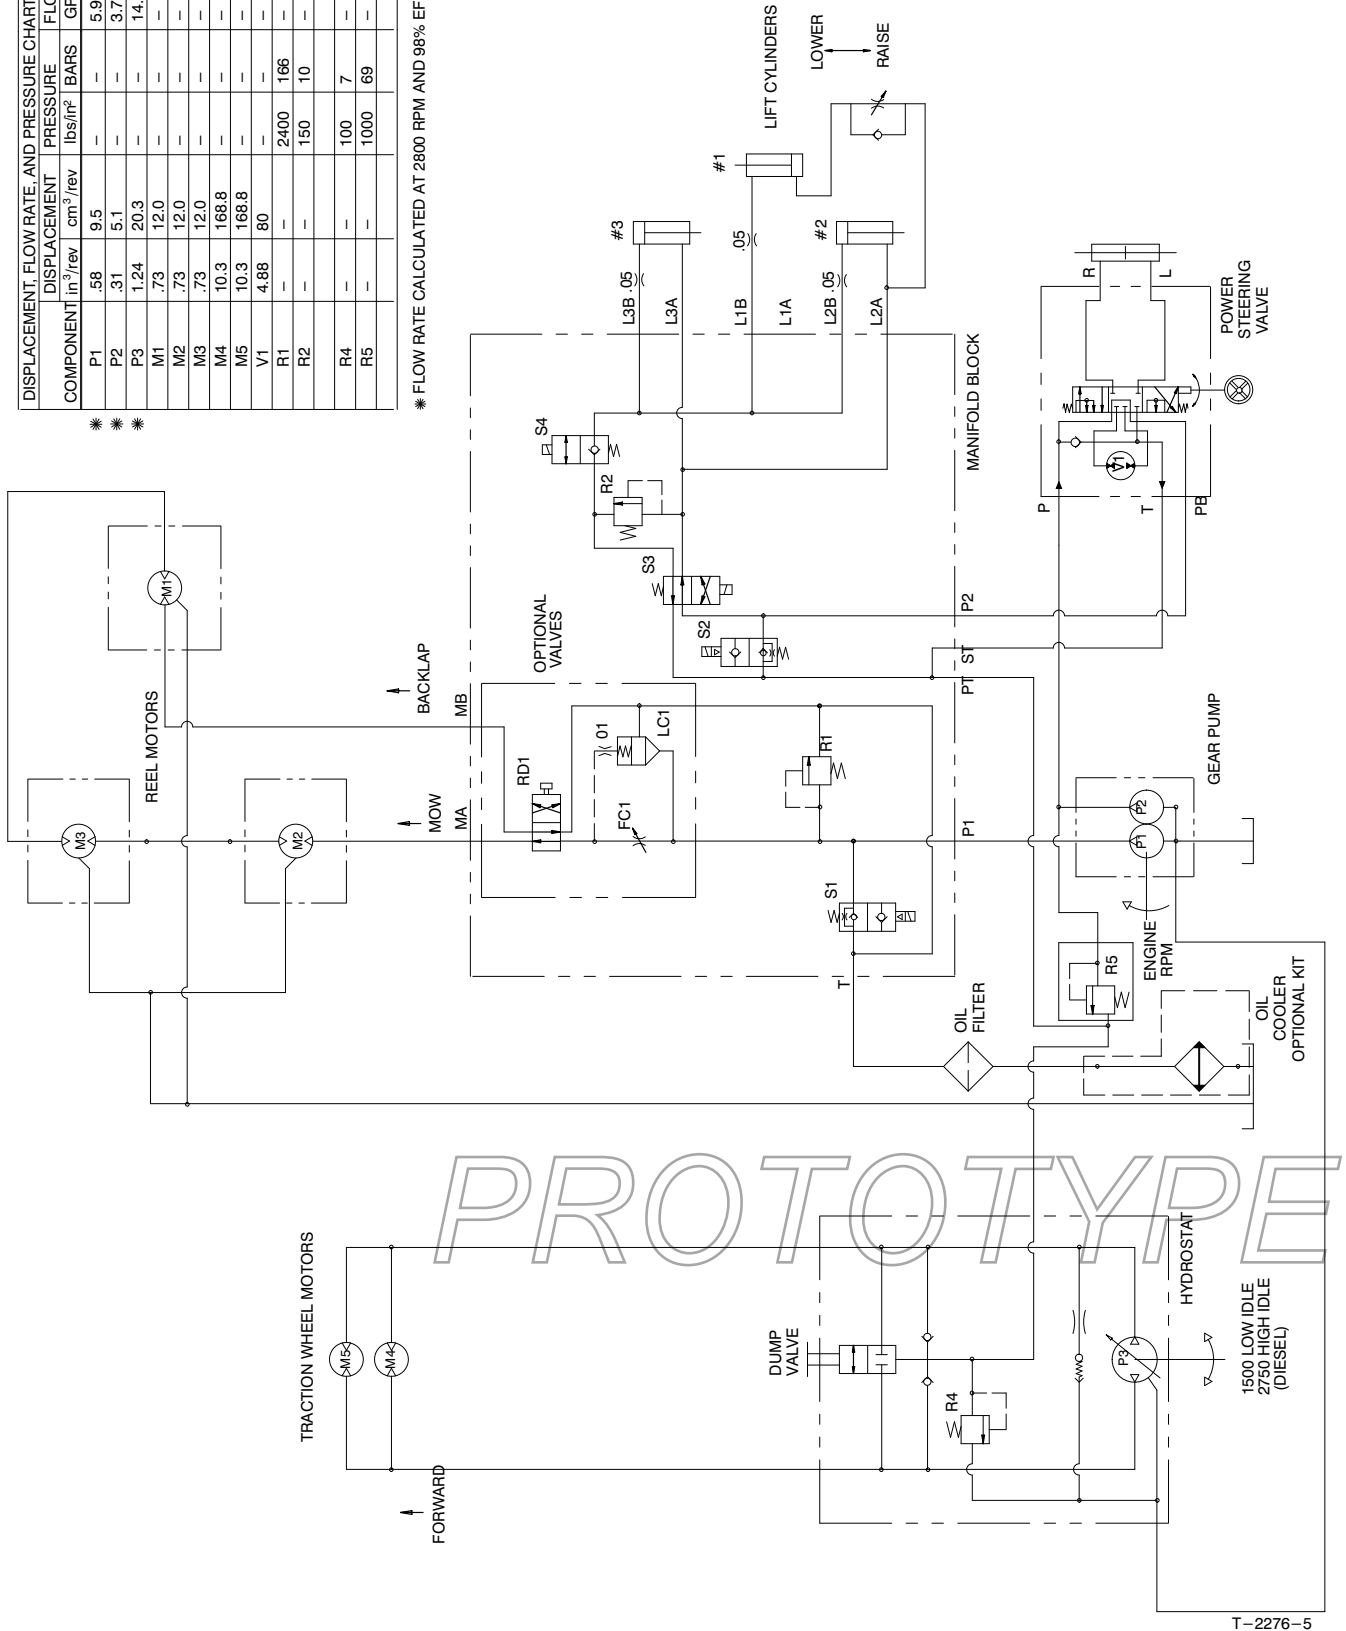 DISPLACEMENT, FLOW RATE, AND PRESSURE CHART
DISPLACEMENT PRESSURE
COMPONENT in³/rev cm³/rev lbs/in² BARS
✳ P1 .58 9.5 – – 5.9
✳ P2 .31 5.1 – – 3.7
✳ P3 1.24 20.3 – – 14.
M1 .73 12.0 – – –
M2 .73 12.0 – – –
M3 .73 12.0 – – –
M4 10.3 168.8 – – –
M5 10.3 168.8 – – –
V1 4.88 80 – – –
R1 – – 2400 166 –
R2 – – 150 10 –
R4 – – 100 7 –
R5 – – 1000 69 –
✳ FLOW RATE CALCULATED AT 2800 RPM AND 98% EF
LIFT CYLINDERS
LOWER
RAISE
#1
#3
#2
L3B .05
L3A
L1B
.05
L1A
L2B .05
L2A
MANIFOLD BLOCK
R
L
POWER
STEERING
VALVE
V1
P
T
PB
S4
R2
S3
S2
P2
ST
PT
OPTIONAL
VALVES
BACKLAP
MB
MOW
MA
RD1
01
LC1
FC1
R1
P1
S1
T
REEL MOTORS
M1
M3
M2
GEAR PUMP
P2
P1
ENGINE
RPM
R5
OIL
FILTER
OIL
COOLER
OPTIONAL KIT
PROTOTYPE
TRACTION WHEEL MOTORS
M5
M4
FORWARD
DUMP
VALVE
R4
P3
HYDROSTAT
1500 LOW IDLE
2750 HIGH IDLE
(DIESEL)
T–2276–5